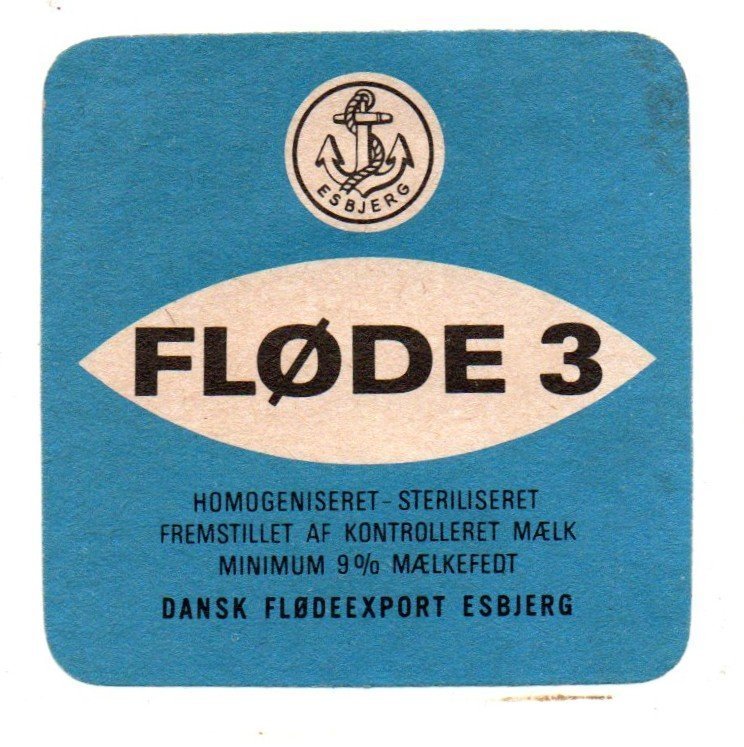 ESBJERG
FLØDE 3
HOMOGENISERET - STERILISERET
FREMSTILLET AF KONTROLLERET MÆLK
MINIMUM 9% MÆLKEFEDT
DANSK FLØDEEXPORT ESBJERG